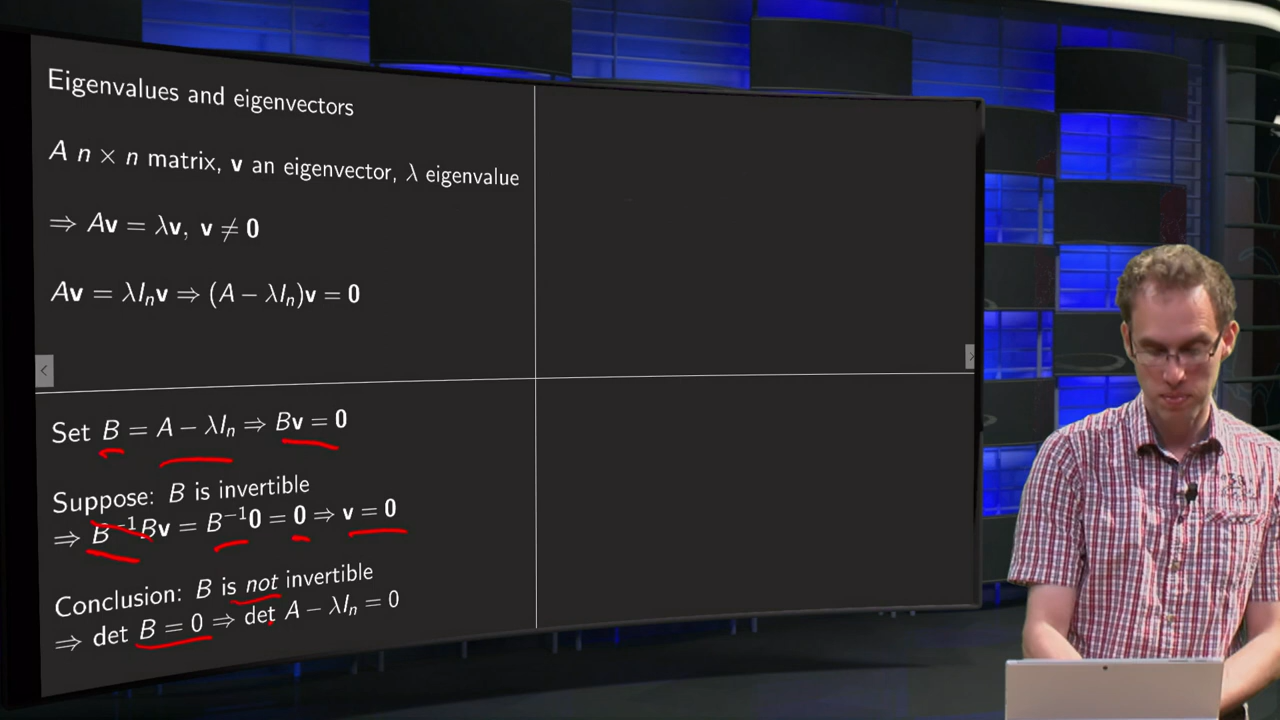 Eigenvalues and eigenvectors
A n × n matrix, v an eigenvector, λ eigenvalue
⇒ Av = λv, v ≠ 0
Av = λIₙv ⇒ (A − λIₙ)v = 0
Set B = A − λIₙ ⇒ Bv = 0
Suppose: B is invertible
⇒ B⁻¹Bv = B⁻¹0 = 0 ⇒ v = 0
Conclusion: B is not invertible
⇒ det B = 0 ⇒ det A − λIₙ = 0